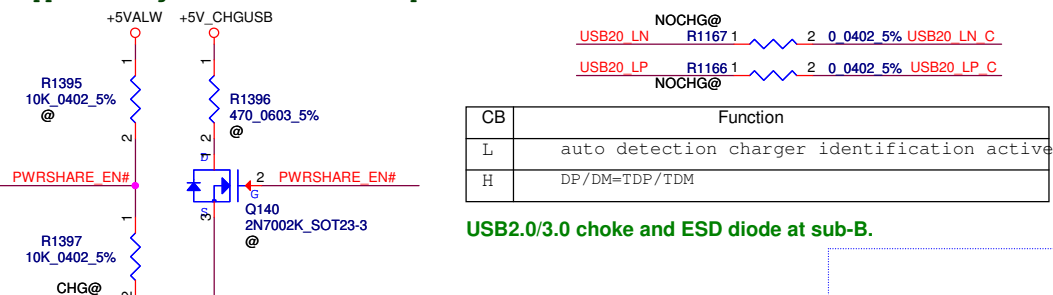 +5VALW +5V_CHGUSB
1
1
R1395
10K_0402_5%
@
R1396
470_0603_5%
@
2
2
1
D
PWRSHARE_EN#
2 PWRSHARE_EN#
G
S
3
Q140
2N7002K_SOT23-3
@
1
R1397
10K_0402_5%
CHG@
NOCHG@
USB20_LN R1167 1 2 0_0402_5% USB20_LN_C
USB20_LP R1166 1 2 0_0402_5% USB20_LP_C
NOCHG@
CB Function
L auto detection charger identification active
H DP/DM=TDP/TDM
USB2.0/3.0 choke and ESD diode at sub-B.